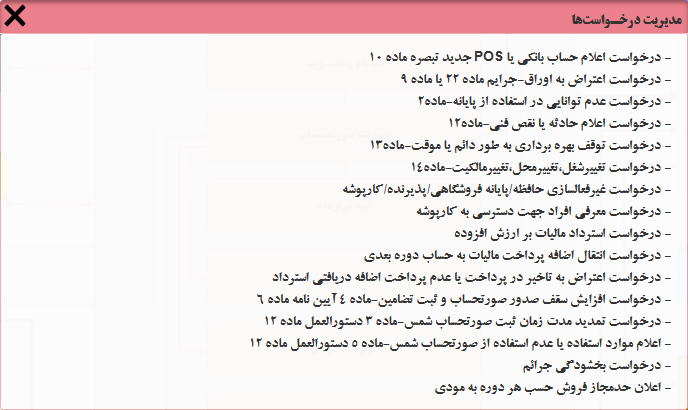 مدیریت درخـــواست‌ها
- درخواست اعلام حساب بانکی یا POS جدید تبصره ماده ۱۰
- درخواست اعتراض به اوراق-جرایم ماده ۲۲ یا ماده ۹
- درخواست عدم توانایی در استفاده از پایانه-ماده۲
- درخواست اعلام حادثه یا نقص فنی-ماده۱۲
- درخواست توقف بهره برداری به طور دائم یا موقت-ماده۱۳
- درخواست تغییرشغل،تغییرمحل،تغییرمالکیت-ماده۱۴
- درخواست غیرفعالسازی حافظه/پایانه فروشگاهی/پذیرنده/کارپوشه
- درخواست معرفی افراد جهت دسترسی به کارپوشه
- درخواست استرداد مالیات بر ارزش افزوده
- درخواست انتقال اضافه پرداخت مالیات به حساب دوره بعدی
- درخواست اعتراض به تاخیر در پرداخت یا عدم پرداخت اضافه دریافتی استرداد
- درخواست افزایش سقف صدور صورتحساب و ثبت تضامین-ماده ۴ آیین نامه ماده ۶
- درخواست تمدید مدت زمان ثبت صورتحساب شمس-ماده ۳ دستورالعمل ماده ۱۲
- اعلام موارد استفاده یا عدم استفاده از صورتحساب شمس-ماده ۵ دستورالعمل ماده ۱۲
- درخواست بخشودگی جرائم
- اعلان حدمجاز فروش حسب هر دوره به مودی